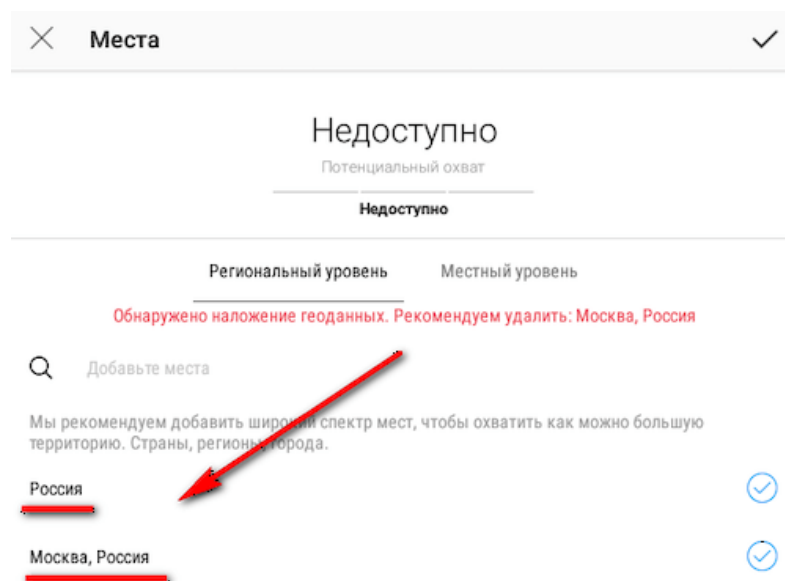 Места
Недоступно
Потенциальный охват
Недоступно
Региональный уровень
Местный уровень
Обнаружено наложение геоданных. Рекомендуем удалить: Москва, Россия
Добавьте места
Мы рекомендуем добавить широкий спектр мест, чтобы охватить как можно большую
территорию. Страны, регионы, города.
Россия
Москва, Россия